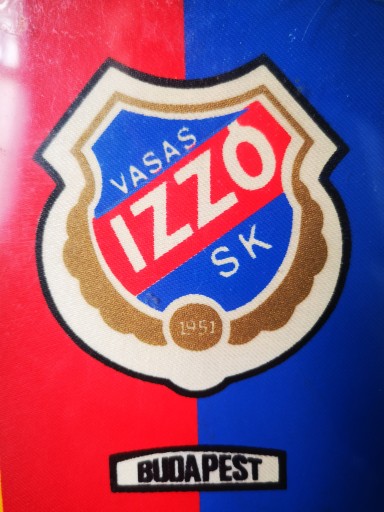 VASAS
IZZÓ
SK
1951
BUDAPEST